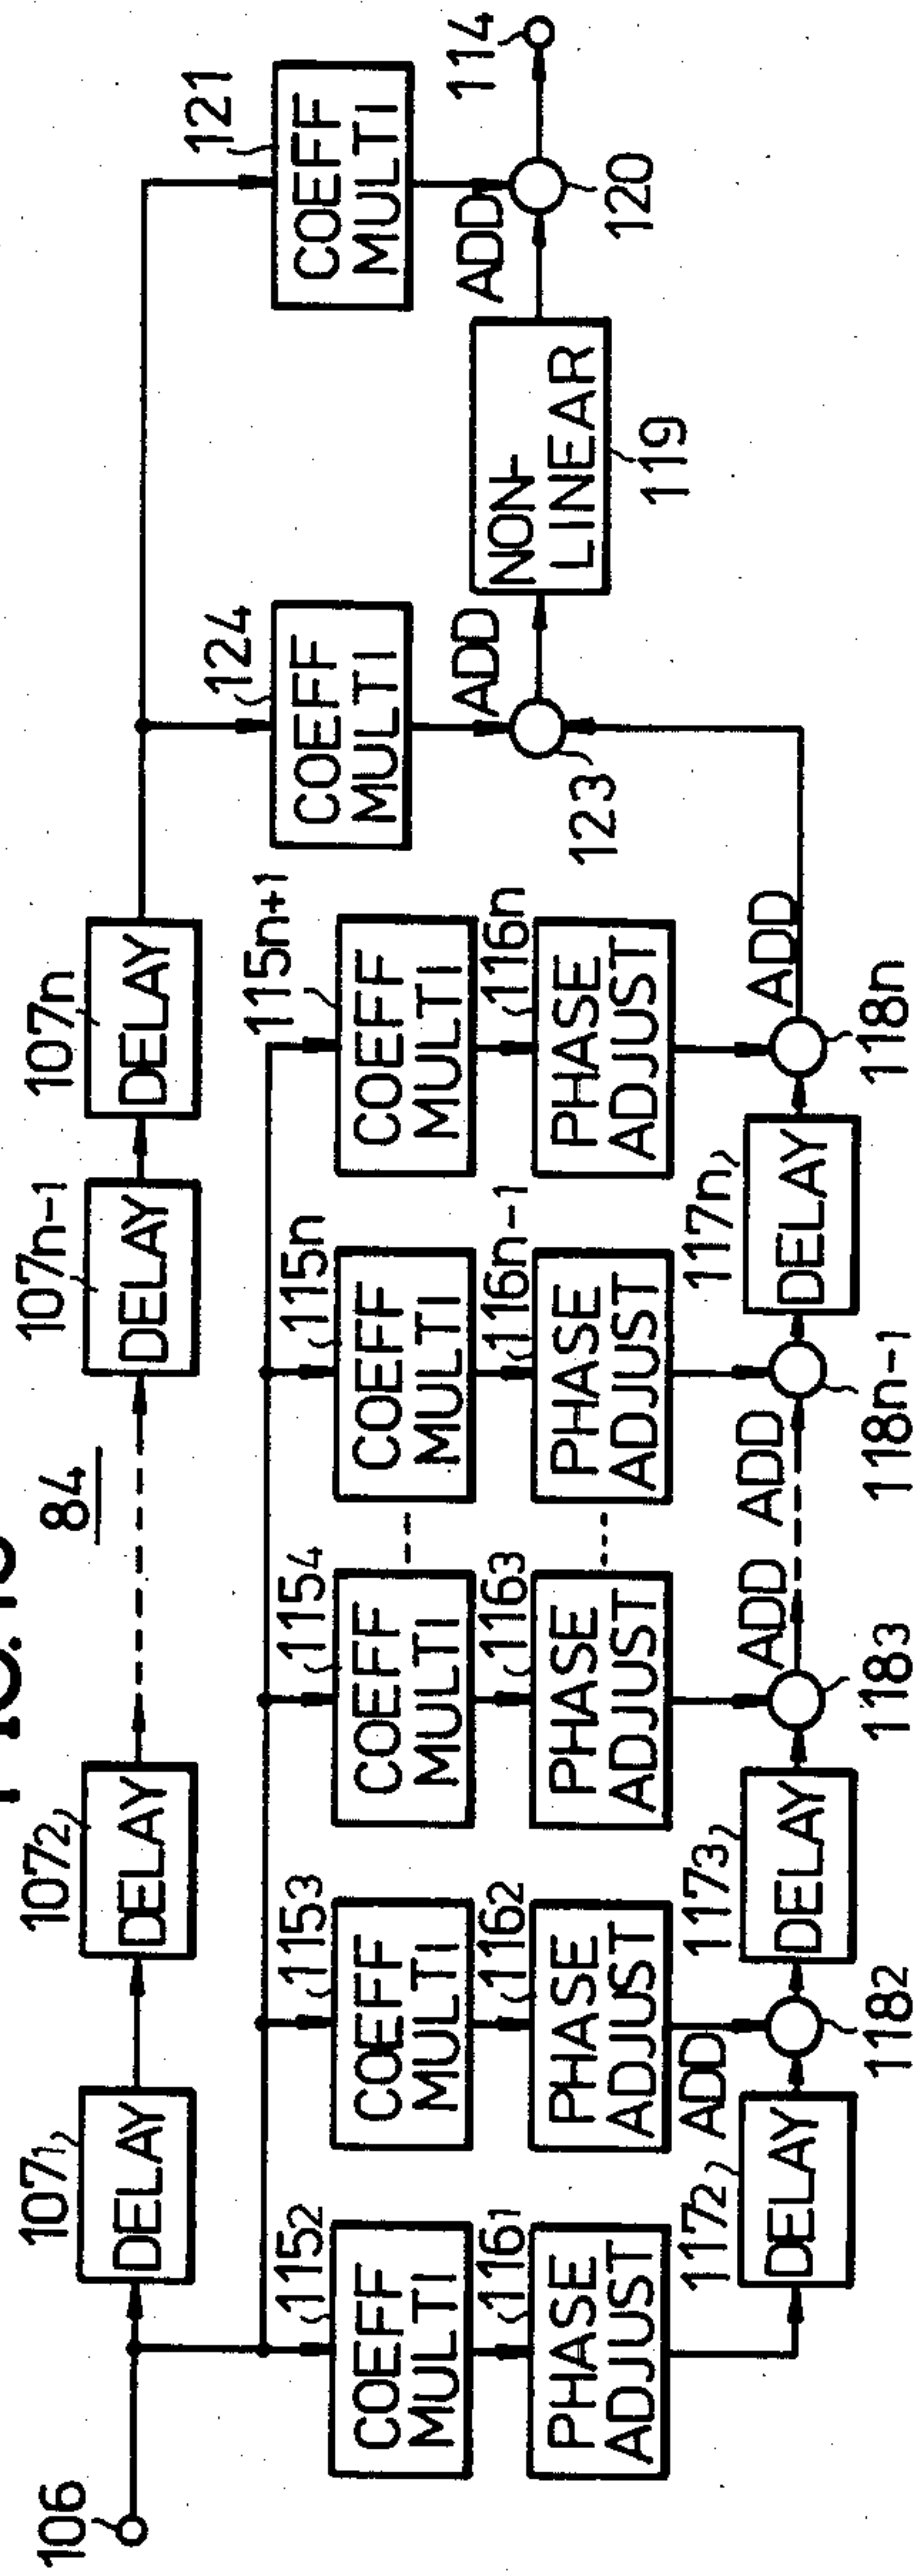 84
106
107₁
DELAY
107₂
DELAY
107n-1
DELAY
107n
DELAY
115₂
COEFF
MULTI
115₃
COEFF
MULTI
115₄
COEFF
MULTI
115n
COEFF
MULTI
115n+1
COEFF
MULTI
124
COEFF
MULTI
121
COEFF
MULTI
116₁
PHASE
ADJUST
116₂
PHASE
ADJUST
116₃
PHASE
ADJUST
116n-1
PHASE
ADJUST
116n
PHASE
ADJUST
117₂
DELAY
ADD
118₂
117₃
DELAY
ADD
118₃
ADD
118n-1
117n
DELAY
ADD
118n
ADD
123
NON-
LINEAR
119
ADD
120
114